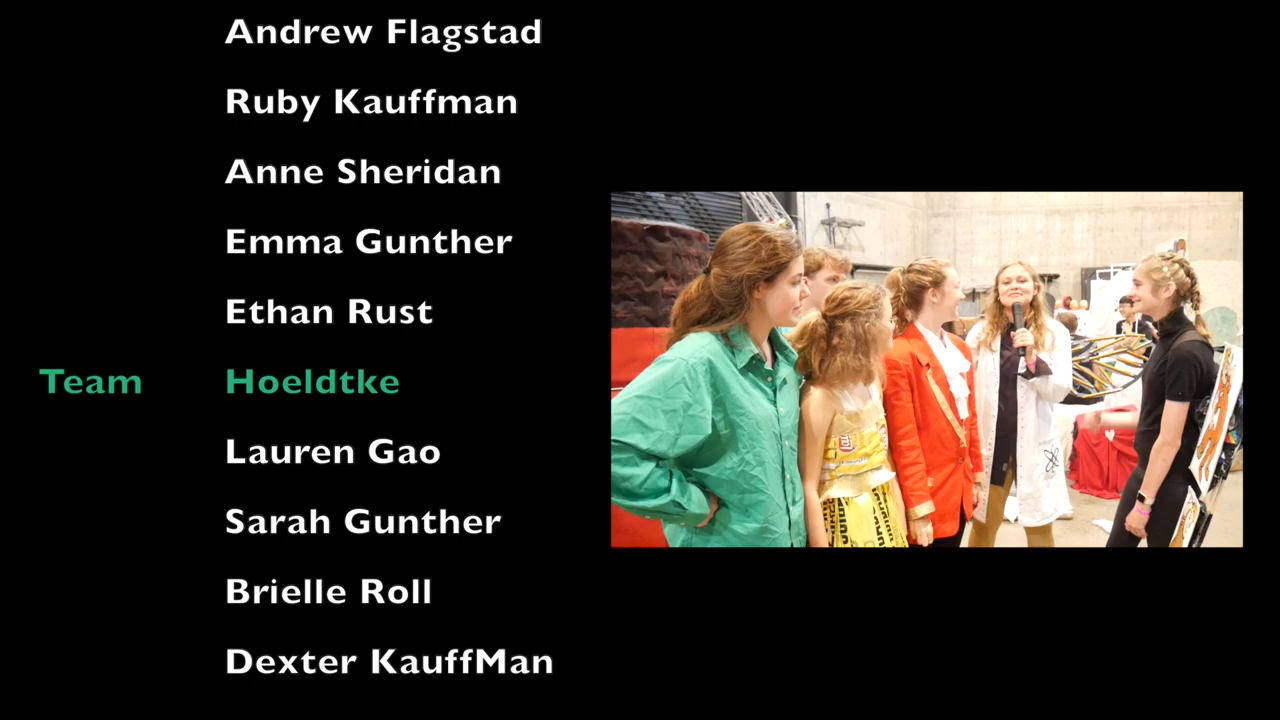 Andrew Flagstad
Ruby Kauffman
Anne Sheridan
Emma Gunther
Ethan Rust
Team Hoeldtke
Lauren Gao
Sarah Gunther
Brielle Roll
Dexter KauffMan